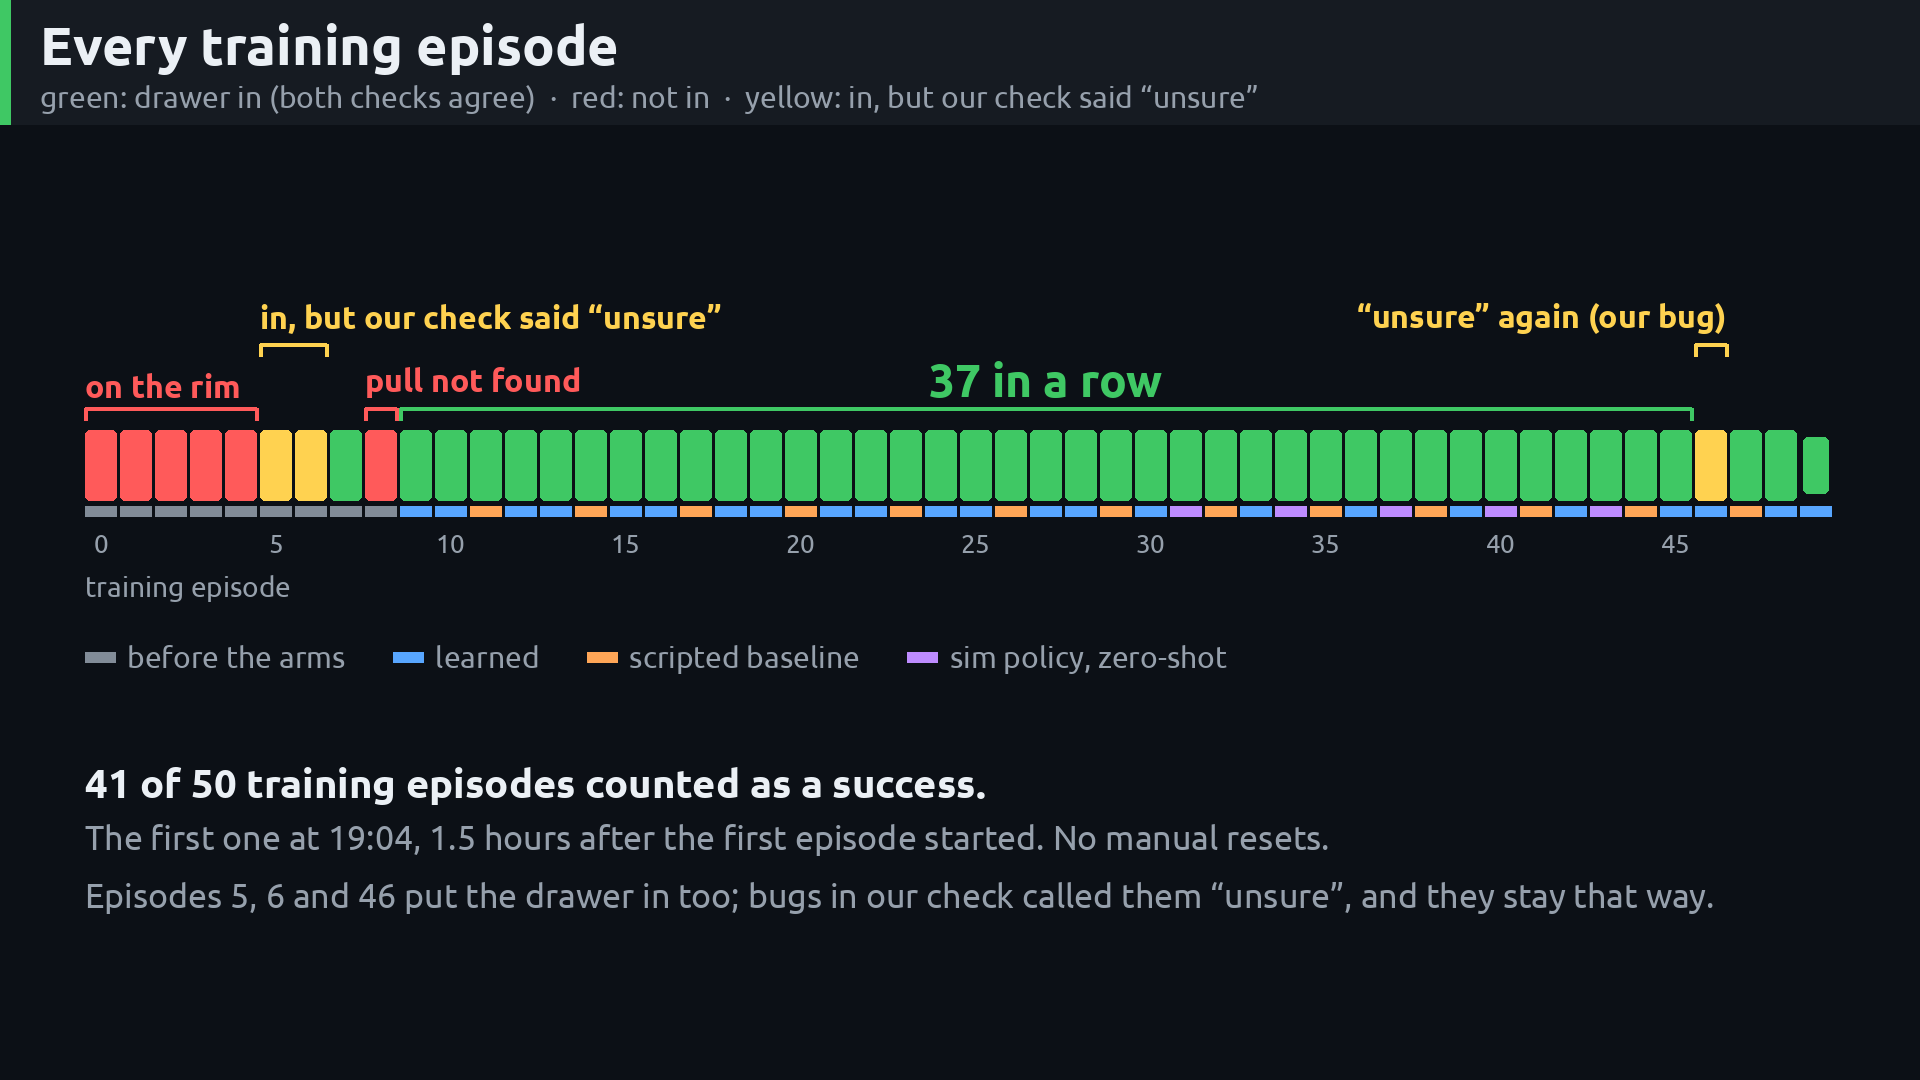 Every training episode
green: drawer in (both checks agree) · red: not in · yellow: in, but our check said “unsure”
in, but our check said “unsure”
“unsure” again (our bug)
on the rim
pull not found
37 in a row
0 5 10 15 20 25 30 35 40 45
training episode
before the arms learned scripted baseline sim policy, zero-shot
41 of 50 training episodes counted as a success.
The first one at 19:04, 1.5 hours after the first episode started. No manual resets.
Episodes 5, 6 and 46 put the drawer in too; bugs in our check called them “unsure”, and they stay that way.